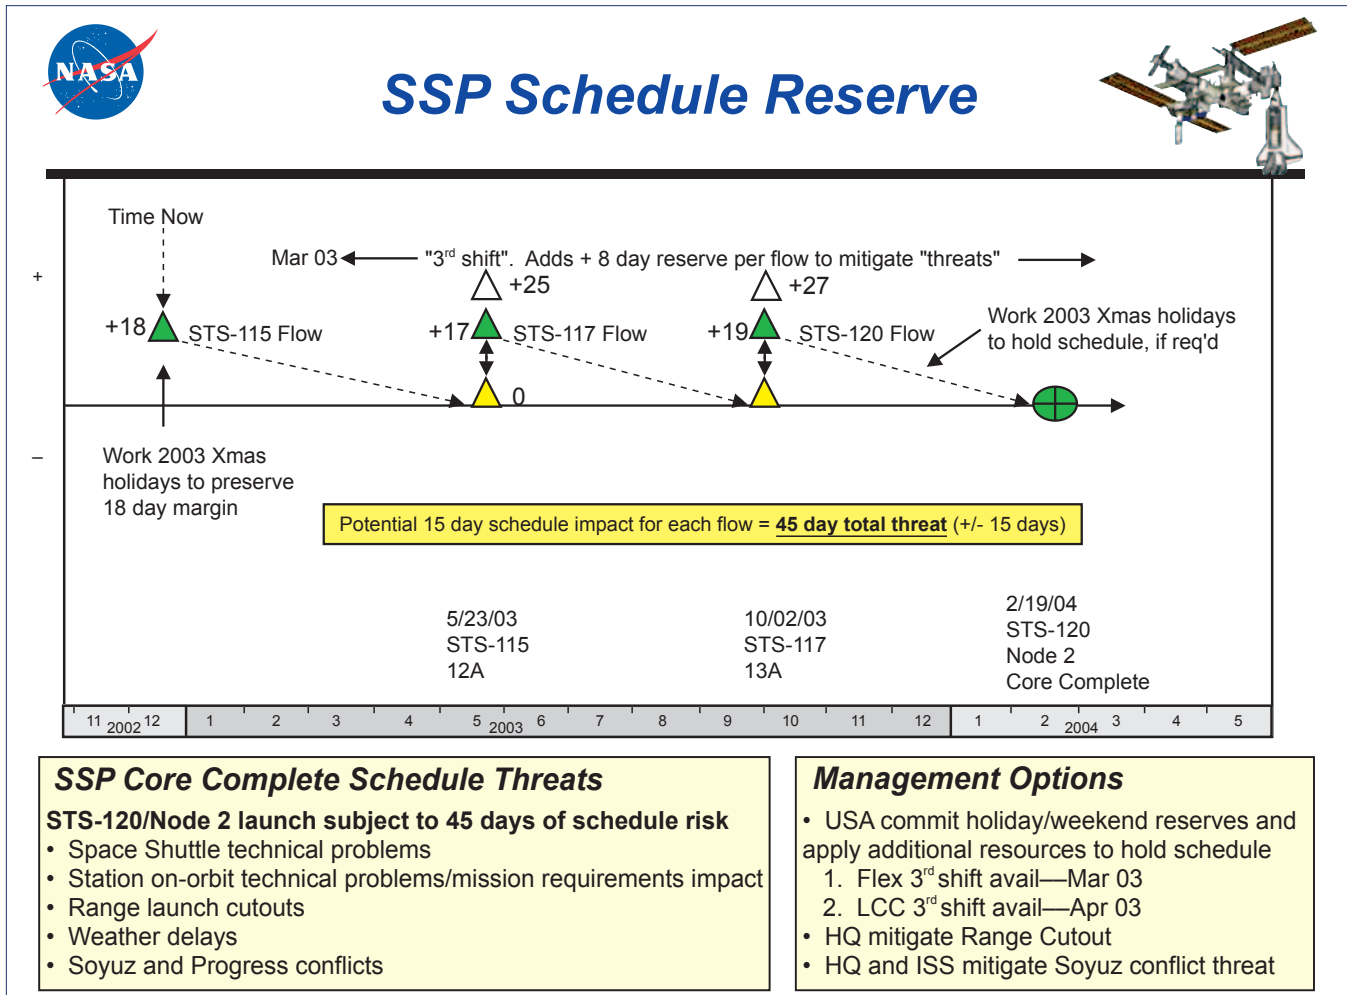 NASA
SSP Schedule Reserve
Time Now
Mar 03
"3rd shift".  Adds + 8 day reserve per flow to mitigate "threats"
+
+25
+27
+18
STS-115 Flow
+17
STS-117 Flow
+19
STS-120 Flow
Work 2003 Xmas holidays
to hold schedule, if req'd
0
–
Work 2003 Xmas
holidays to preserve
18 day margin
Potential 15 day schedule impact for each flow = 45 day total threat (+/- 15 days)
5/23/03
STS-115
12A
10/02/03
STS-117
13A
2/19/04
STS-120
Node 2
Core Complete
11 12 1 2 3 4 5 6 7 8 9 10 11 12 1 2 3 4 5
2002 2003 2004
SSP Core Complete Schedule Threats
STS-120/Node 2 launch subject to 45 days of schedule risk
• Space Shuttle technical problems
• Station on-orbit technical problems/mission requirements impact
• Range launch cutouts
• Weather delays
• Soyuz and Progress conflicts
Management Options
• USA commit holiday/weekend reserves and
apply additional resources to hold schedule
1. Flex 3rd shift avail—Mar 03
2. LCC 3rd shift avail—Apr 03
• HQ mitigate Range Cutout
• HQ and ISS mitigate Soyuz conflict threat